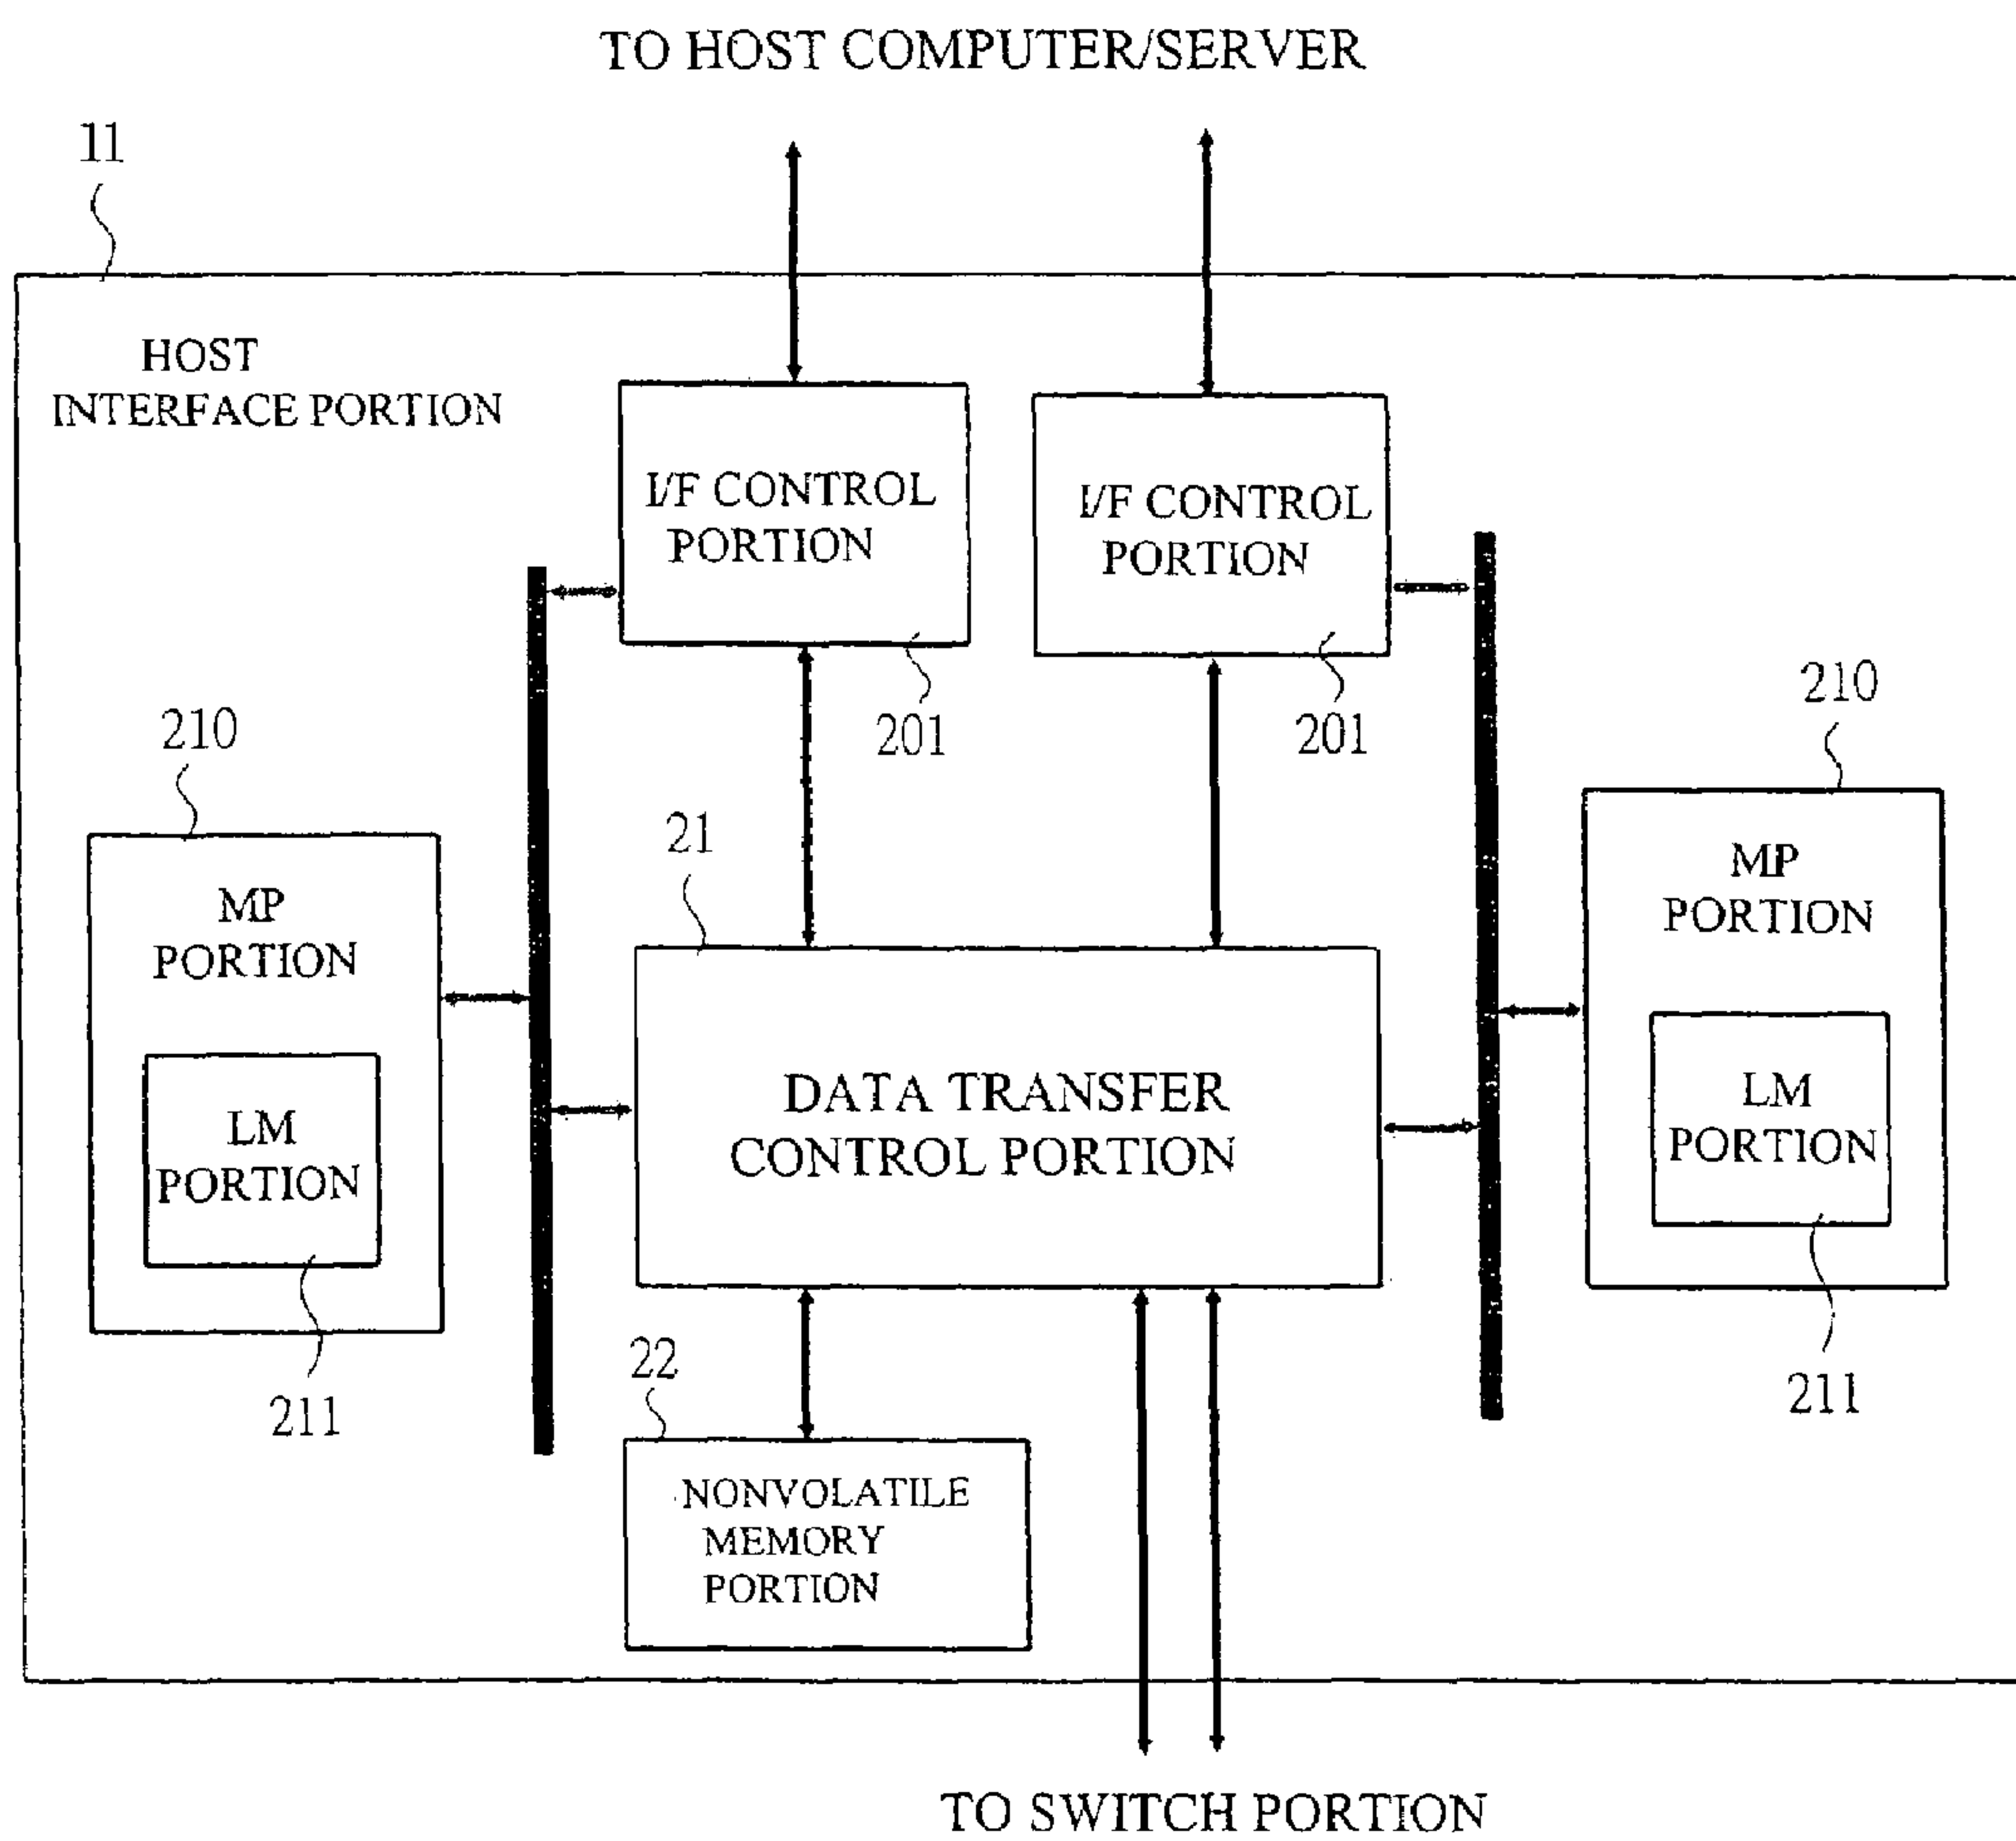 TO HOST COMPUTER/SERVER
11
HOST
INTERFACE PORTION
I/F CONTROL
PORTION
201
I/F CONTROL
PORTION
201
210
MP
PORTION
LM
PORTION
211
21
DATA TRANSFER
CONTROL PORTION
210
MP
PORTION
LM
PORTION
211
22
NONVOLATILE
MEMORY
PORTION
TO SWITCH PORTION